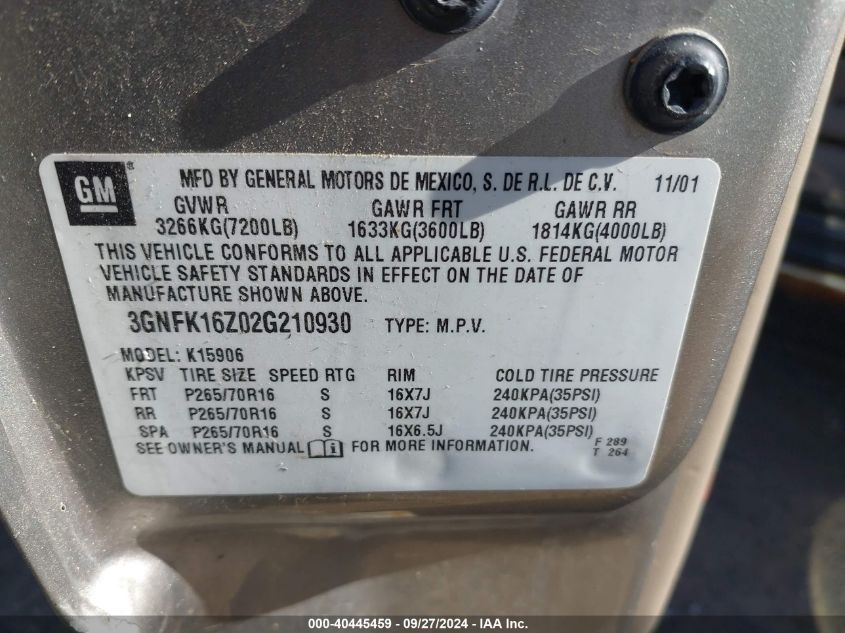 GM ® MFD BY GENERAL MOTORS DE MEXICO, S. DE R.L. DE C.V. 11/01
GVWR GAWR FRT GAWR RR
3266KG(7200LB) 1633KG(3600LB) 1814KG(4000LB)
THIS VEHICLE CONFORMS TO ALL APPLICABLE U.S. FEDERAL MOTOR
VEHICLE SAFETY STANDARDS IN EFFECT ON THE DATE OF
MANUFACTURE SHOWN ABOVE.
3GNFK16Z02G210930 TYPE: M.P.V.
MODEL: K15906
KPSV TIRE SIZE SPEED RTG RIM COLD TIRE PRESSURE
FRT P265/70R16 S 16X7J 240KPA(35PSI)
RR P265/70R16 S 16X7J 240KPA(35PSI)
SPA P265/70R16 S 16X6.5J 240KPA(35PSI)
SEE OWNER'S MANUAL i FOR MORE INFORMATION.
F 289
T 264
000-40445459 - 09/27/2024 - IAA Inc.